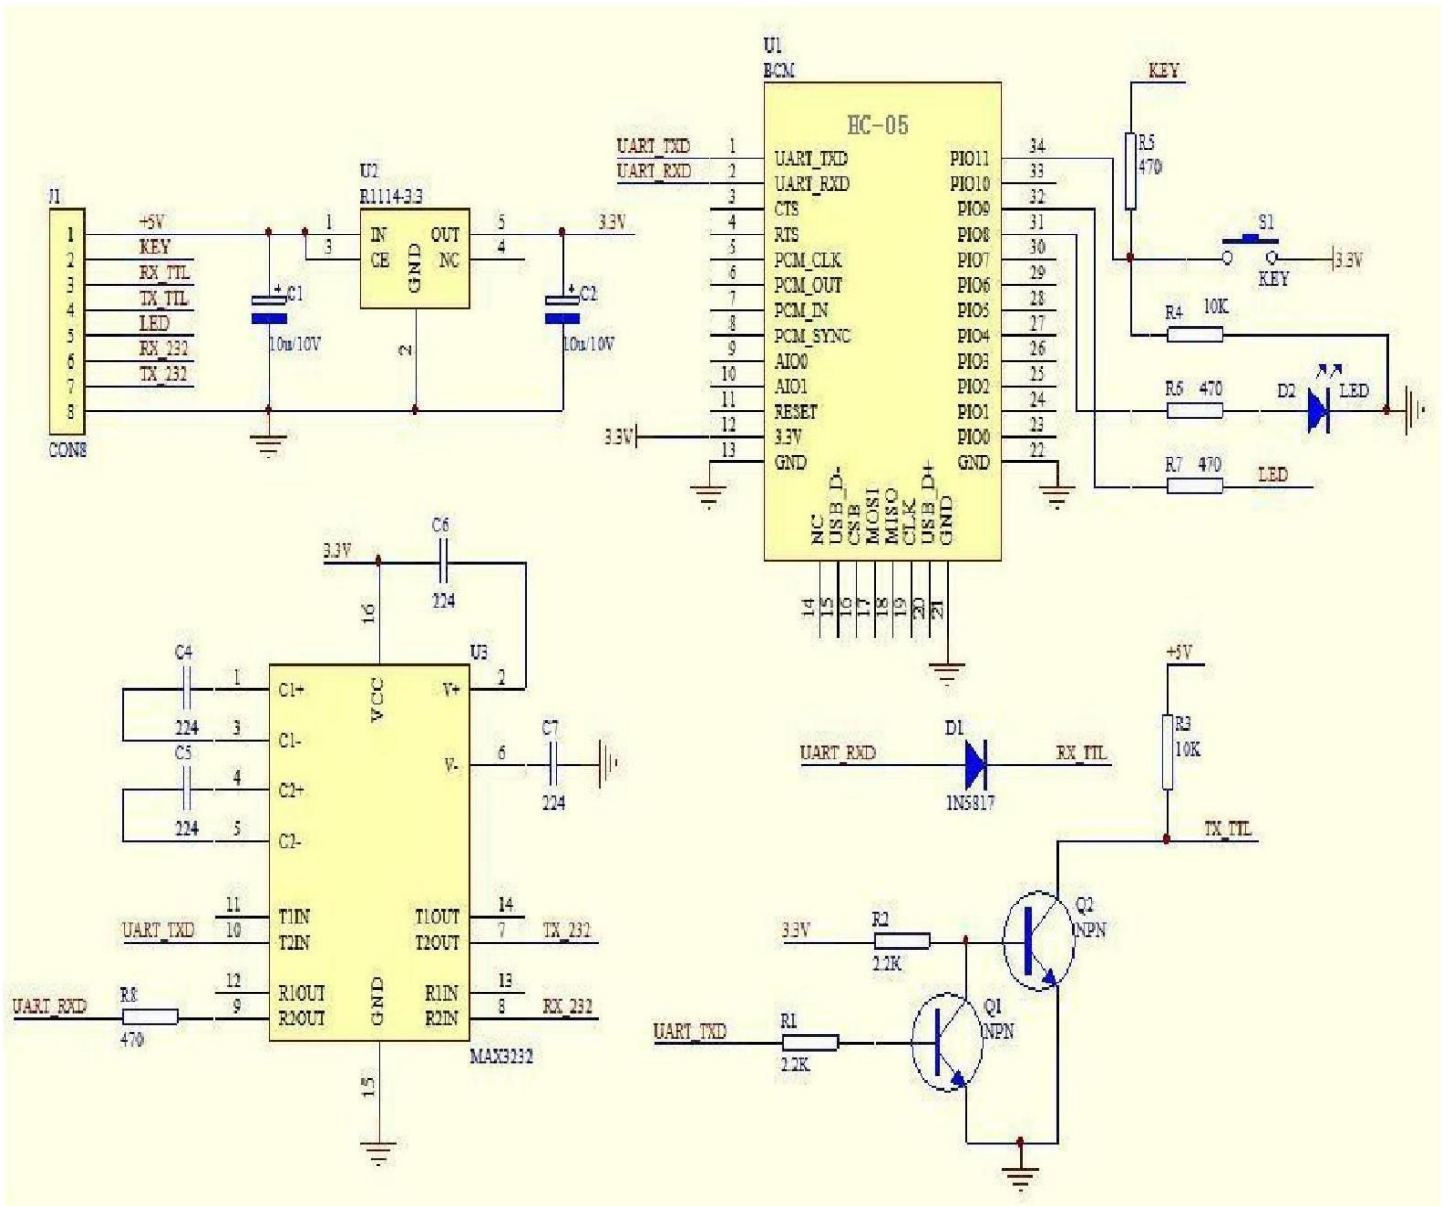 J1
+5V
1
KEY
2
RX_TTL
3
TX_TTL
4
LED
5
RX_232
6
TX_232
7
8
CON8
U2
R1114-3.3
1 IN OUT 5
3 CE NC 4
GND
2
3.3V
+ C1
10u/10V
+ C2
10u/10V
U1
BCM
HC-05
UART_TXD 1 UART_TXD PIO11 34
UART_RXD 2 UART_RXD PIO10 33
3 CTS PIO9 32
4 RTS PIO8 31
5 PCM_CLK PIO7 30
6 PCM_OUT PIO6 29
7 PCM_IN PIO5 28
8 PCM_SYNC PIO4 27
9 AIO0 PIO3 26
10 AIO1 PIO2 25
11 RESET PIO1 24
3.3V 12 3.3V PIO0 23
13 GND GND 22
NC USB_D- CSB MOSI MISO CLK USB_D+ GND
14 15 16 17 18 19 20 21
KEY
R5
470
S1
KEY
3.3V
R4 10K
R6 470
D2 LED
R7 470 LED
3.3V
C6
224
16
U3
C4
224
C5
224
1 C1+ VCC V+ 2
3 C1-
V- 6
C7
224
4 C2+
5 C2-
11 T1IN T1OUT 14
UART_TXD 10 T2IN T2OUT 7 TX_232
12 R1OUT R1IN 13
UART_RXD R8 9 R2OUT GND R2IN 8 RX_232
470
MAX3232
15
UART_RXD D1 RX_TTL
1N5817
+5V
R3
10K
TX_TTL
3.3V R2
2.2K
Q2
NPN
UART_TXD R1
2.2K
Q1
NPN